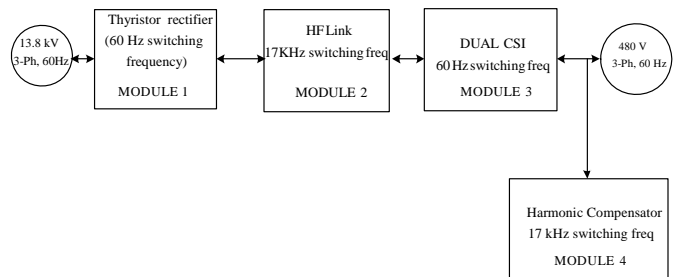 13.8 kV
3-Ph, 60Hz
Thyristor rectifier
(60 Hz switching
frequency)
MODULE 1
HF Link
17KHz switching freq
MODULE 2
DUAL CSI
60 Hz switching freq
MODULE 3
480 V
3-Ph, 60 Hz
Harmonic Compensator
17 kHz switching freq
MODULE 4